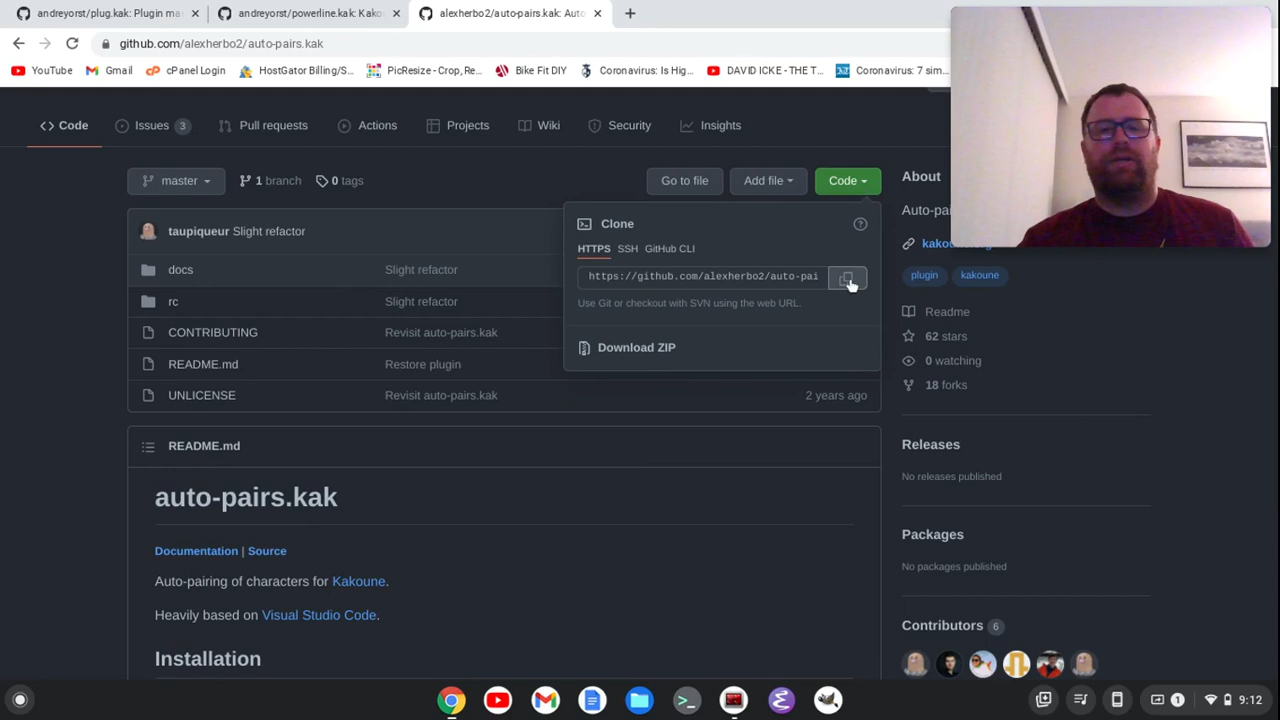 andreyorst/plug.kak: Plugin ma
andreyorst/powerline.kak: Kako
alexherbo2/auto-pairs.kak: Auto
github.com/alexherbo2/auto-pairs.kak
YouTube
Gmail
cPanel Login
HostGator Billing/S...
PicResize - Crop, Re...
Bike Fit DIY
Coronavirus: Is Hig...
DAVID ICKE - THE T...
Coronavirus: 7 sim...
Code
Issues 3
Pull requests
Actions
Projects
Wiki
Security
Insights
master
1 branch
0 tags
Go to file
Add file
Code
taupiqueur Slight refactor
docs
Slight refactor
rc
Slight refactor
CONTRIBUTING
Revisit auto-pairs.kak
README.md
Restore plugin
UNLICENSE
Revisit auto-pairs.kak
2 years ago
Clone
HTTPS SSH GitHub CLI
https://github.com/alexherbo2/auto-pai
Use Git or checkout with SVN using the web URL.
Download ZIP
README.md
auto-pairs.kak
Documentation | Source
Auto-pairing of characters for Kakoune.
Heavily based on Visual Studio Code.
Installation
About
plugin
kakoune
Readme
62 stars
0 watching
18 forks
Releases
No releases published
Packages
No packages published
Contributors 6
1
9:12